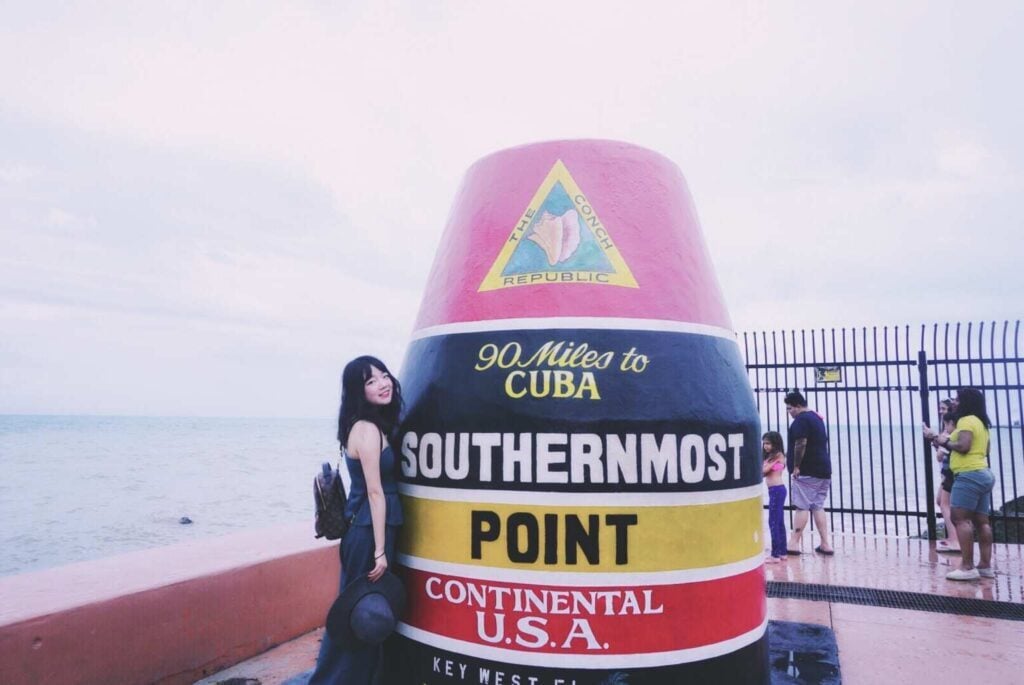 THE CONCH
REPUBLIC
90 Miles to
CUBA
SOUTHERNMOST
POINT
CONTINENTAL
U.S.A.
KEY WEST